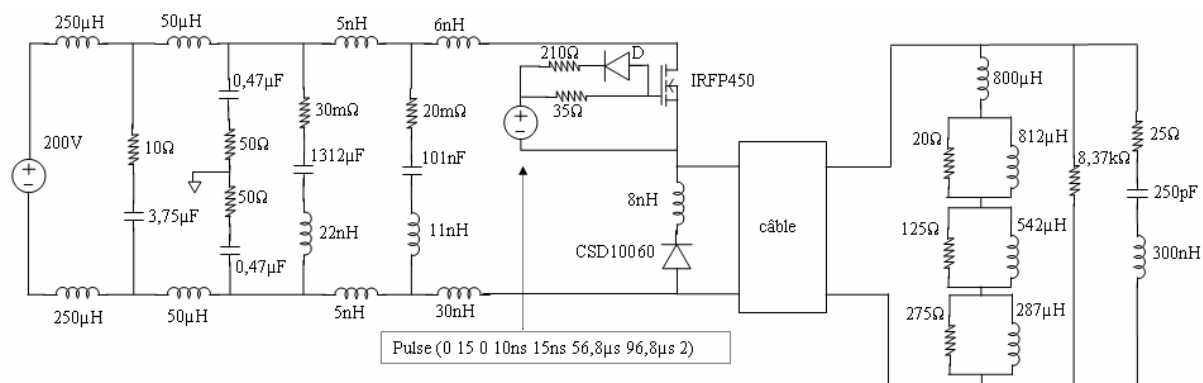 250µH
50µH
5nH
6nH
210Ω
D
IRFP450
35Ω
0,47µF
30mΩ
20mΩ
800µH
200V
10Ω
50Ω
1312µF
101nF
20Ω
812µH
8,37kΩ
25Ω
250pF
50Ω
8nH
câble
3,75µF
22nH
11nH
CSD10060
125Ω
542µH
300nH
0,47µF
250µH
50µH
5nH
30nH
275Ω
287µH
Pulse (0 15 0 10ns 15ns 56,8µs 96,8µs 2)